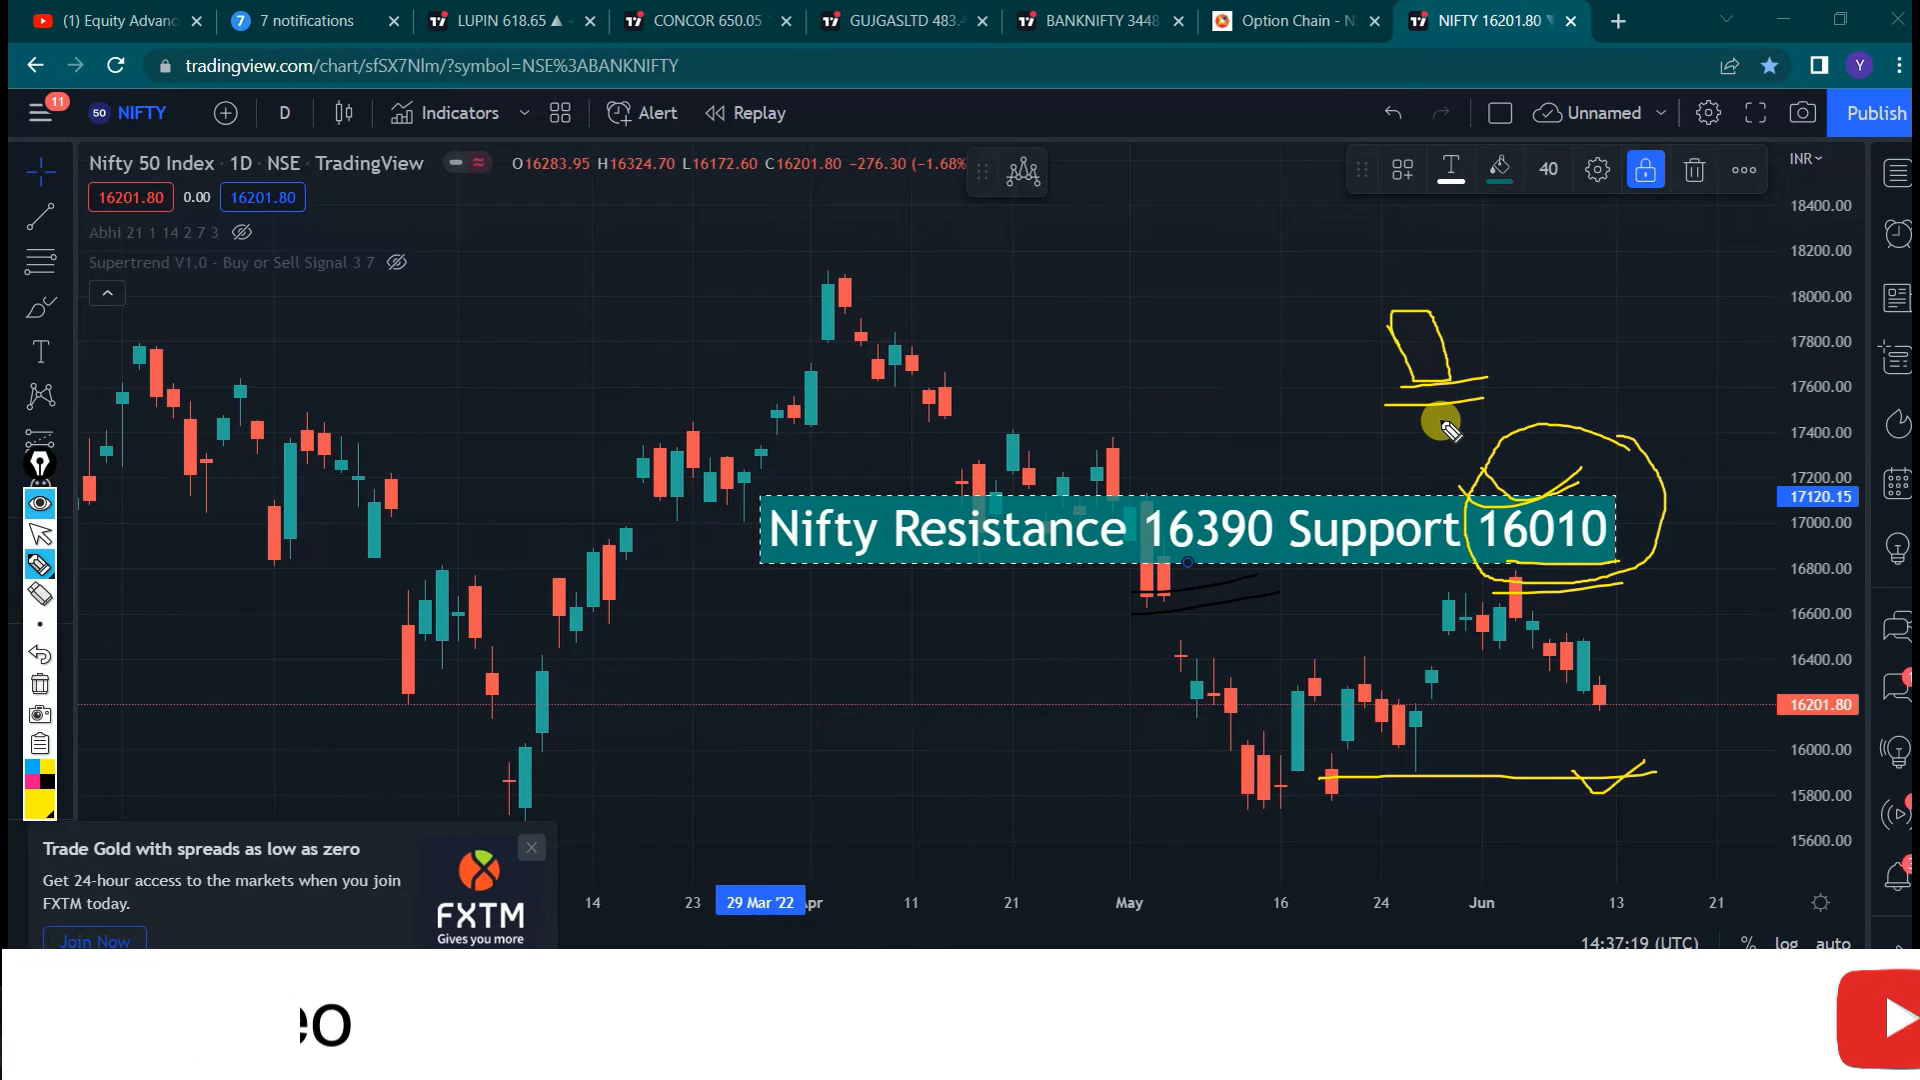 (1) Equity Advanc
7 7 notifications
LUPIN 618.65 ▲
CONCOR 650.05
GUJGASLTD 483.4
BANKNIFTY 3448
Option Chain - N
NIFTY 16201.80 ▼
tradingview.com/chart/sfSX7Nlm/?symbol=NSE%3ABANKNIFTY
Y
11
50 NIFTY
D
Indicators
Alert
Replay
Unnamed
Publish
Nifty 50 Index · 1D · NSE · TradingView
O16283.95 H16324.70 L16172.60 C16201.80 −276.30 (−1.68%
T
40
INR
16201.80 0.00 16201.80
Abhi 21 1 14 2 7 3
Supertrend V1.0 - Buy or Sell Signal 3 7
18400.00
18200.00
18000.00
17800.00
17600.00
17400.00
17200.00
17120.15
17000.00
16800.00
16600.00
16400.00
16201.80
16000.00
15800.00
15600.00
Nifty Resistance 16390 Support 16010
Trade Gold with spreads as low as zero
Get 24-hour access to the markets when you join
FXTM today.
Join Now
FXTM
Gives you more
14 23 29 Mar '22 Apr 11 21 May 16 24 Jun 13 21
14:37:19 (UTC) % log auto
eo